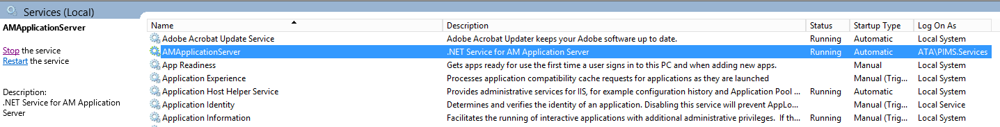 Services (Local)
AMApplicationServer
Stop the service
Restart the service
Description:
.NET Service for AM Application
Server
Name Description Status Startup Type Log On As
Adobe Acrobat Update Service Adobe Acrobat Updater keeps your Adobe software up to date. Running Automatic Local System
AMApplicationServer .NET Service for AM Application Server Running Automatic ATA\PIMS.Services
App Readiness Gets apps ready for use the first time a user signs in to this PC and when adding new apps. Manual Local System
Application Experience Processes application compatibility cache requests for applications as they are launched Manual (Trig... Local System
Application Host Helper Service Provides administrative services for IIS, for example configuration history and Application Pool ... Running Automatic Local System
Application Identity Determines and verifies the identity of an application. Disabling this service will prevent AppLo... Manual (Trig... Local Service
Application Information Facilitates the running of interactive applications with additional administrative privileges.  If th... Running Manual (Trig... Local System